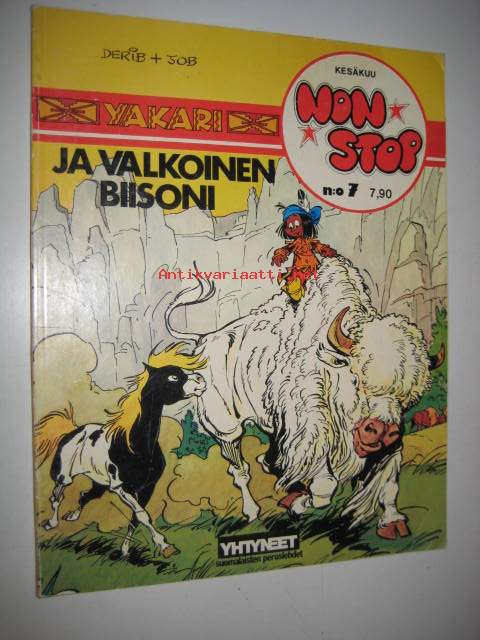 DERIB + JOB
KESÄKUU
NON
STOP
n:o 7 7,90
YAKARI
JA VALKOINEN
BIISONI
Antikvariaatti.net
YHTYNEET
suomalaisten peruslehdet